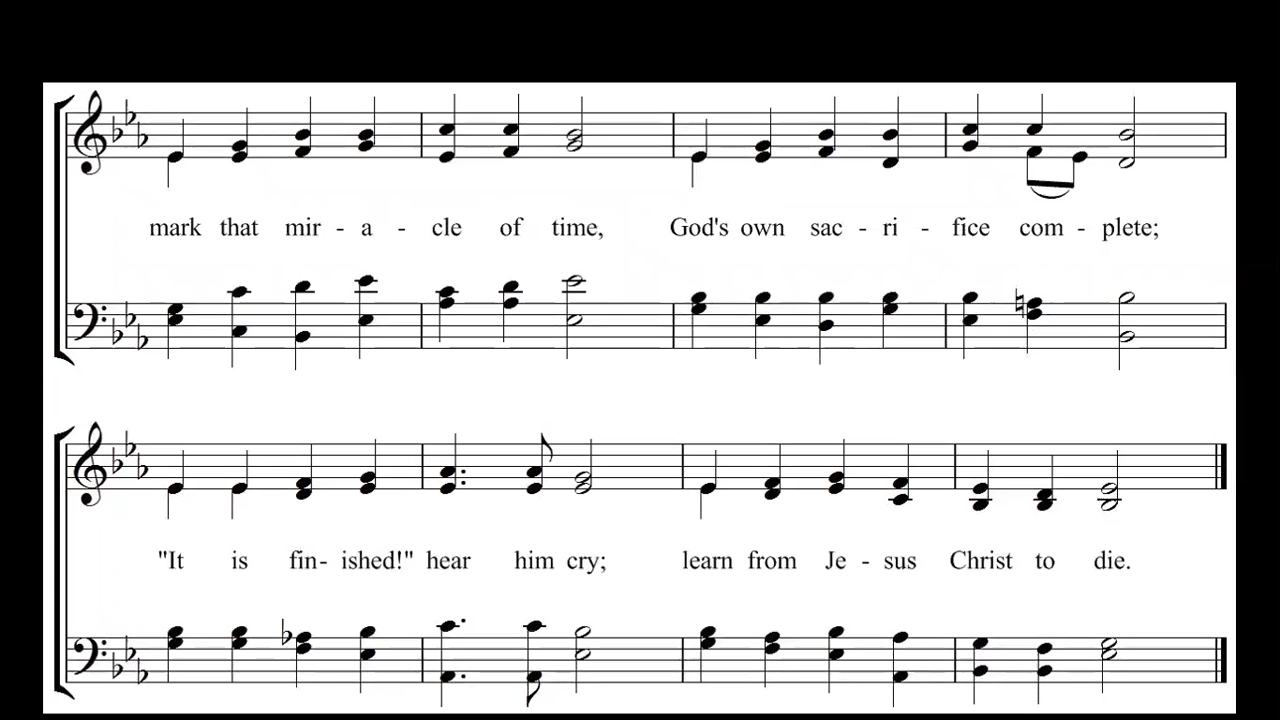 mark that mir - a - cle of time, God's own sac - ri - fice com - plete;
"It is fin- ished!" hear him cry; learn from Je - sus Christ to die.